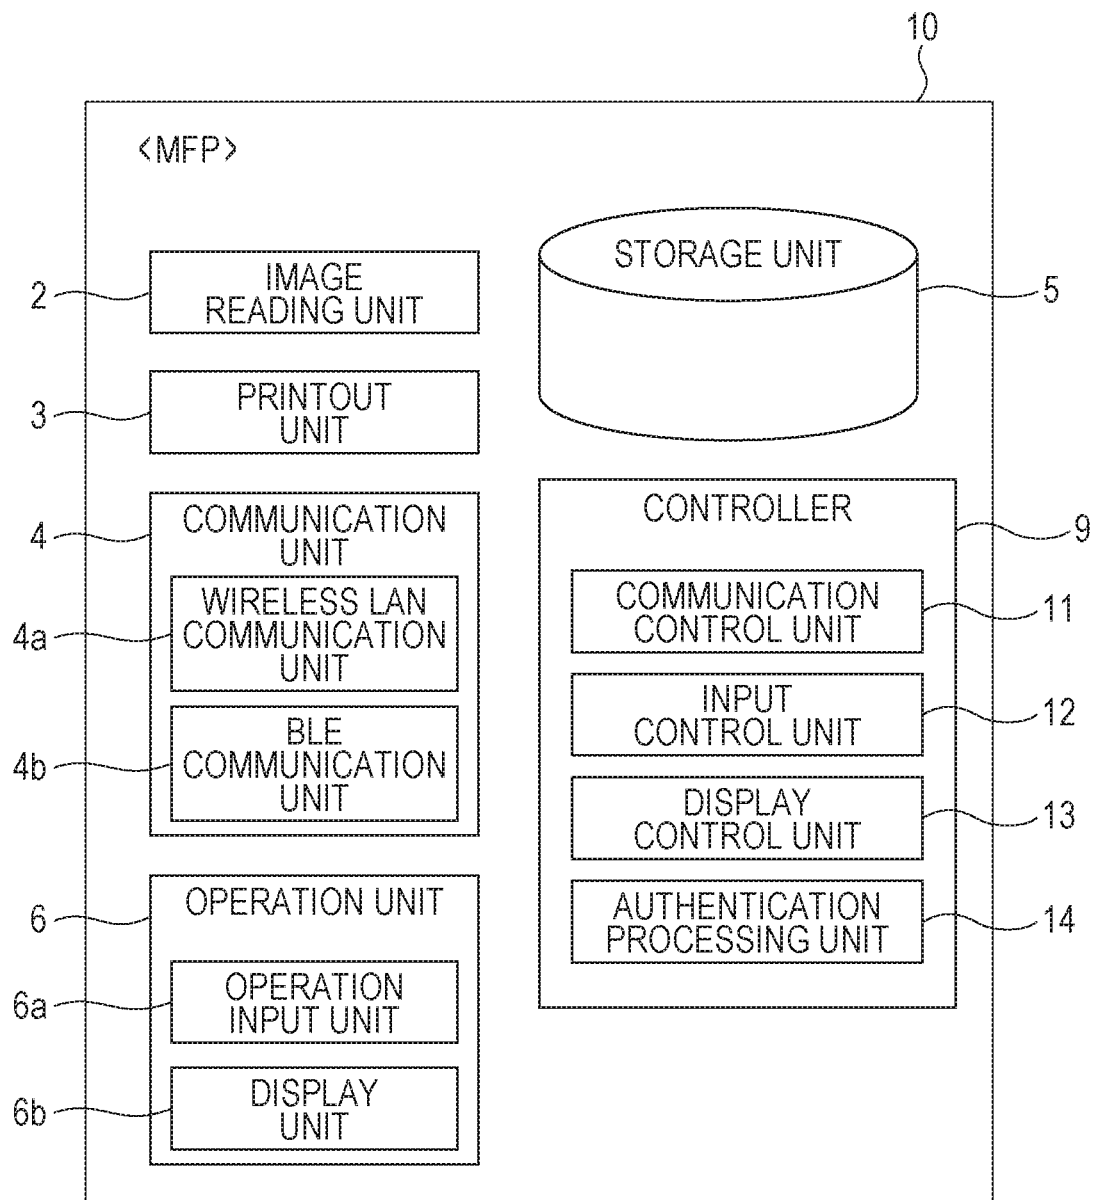 10
<MFP>
2
IMAGE
READING UNIT
3
PRINTOUT
UNIT
4
COMMUNICATION
UNIT
4a
WIRELESS LAN
COMMUNICATION
UNIT
4b
BLE
COMMUNICATION
UNIT
6
OPERATION UNIT
6a
OPERATION
INPUT UNIT
6b
DISPLAY
UNIT
STORAGE UNIT
5
CONTROLLER
9
COMMUNICATION
CONTROL UNIT
11
INPUT
CONTROL UNIT
12
DISPLAY
CONTROL UNIT
13
AUTHENTICATION
PROCESSING UNIT
14